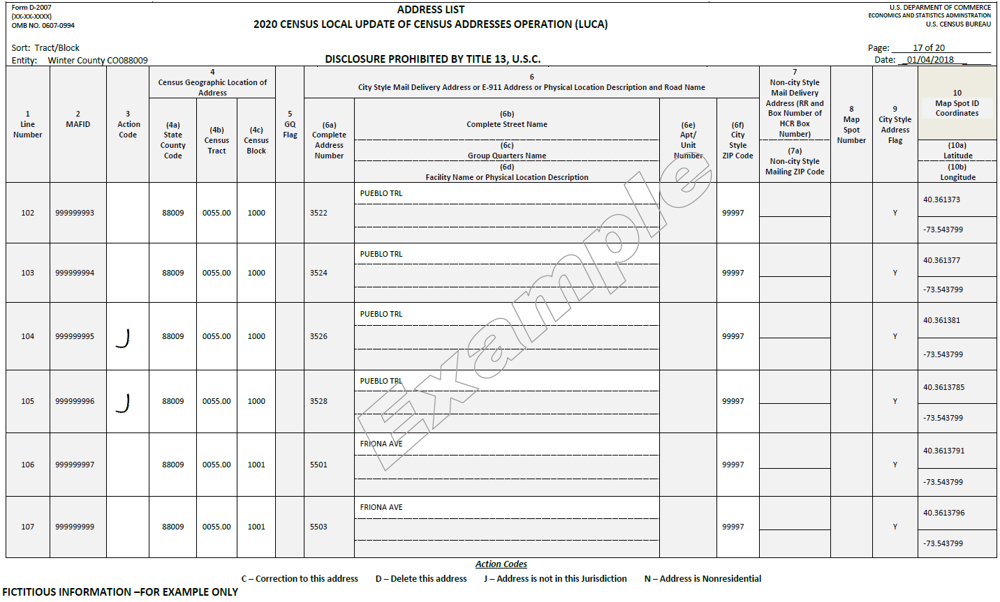 Form D-2007
(XX-XX-XXXX)
OMB NO. 0607-0994
ADDRESS LIST
2020 CENSUS LOCAL UPDATE OF CENSUS ADDRESSES OPERATION (LUCA)
U.S. DEPARTMENT OF COMMERCE
ECONOMICS AND STATISTICS ADMINSTRATION
U.S. CENSUS BUREAU
Sort: Tract/Block
Entity: Winter County CO088009
DISCLOSURE PROHIBITED BY TITLE 13, U.S.C.
Page: 17 of 20
Date: 01/04/2018
1
Line
Number
2
MAFID
3
Action
Code
4
Census Geographic Location of
Address
(4a)
State
County
Code
(4b)
Census
Tract
(4c)
Census
Block
5
GQ
Flag
6
City Style Mail Delivery Address or E-911 Address or Physical Location Description and Road Name
(6a)
Complete
Address
Number
(6b)
Complete Street Name
(6c)
Group Quarters Name
(6d)
Facility Name or Physical Location Description
(6e)
Apt/
Unit
Number
(6f)
City
Style
ZIP Code
7
Non-city Style
Mail Delivery
Address (RR and
Box Number of
HCR Box
Number)
(7a)
Non-city Style
Mailing ZIP Code
8
Map
Spot
Number
9
City Style
Address
Flag
10
Map Spot ID
Coordinates
(10a)
Latitude
(10b)
Longitude
102 999999993 88009 0055.00 1000 3522 PUEBLO TRL 99997 Y 40.361373
-73.543799
103 999999994 88009 0055.00 1000 3524 PUEBLO TRL 99997 Y 40.361377
-73.543799
104 999999995 J 88009 0055.00 1000 3526 PUEBLO TRL 99997 Y 40.361381
-73.543799
105 999999996 J 88009 0055.00 1000 3528 PUEBLO TRL 99997 Y 40.3613785
-73.543799
106 999999997 88009 0055.00 1001 5501 FRIONA AVE 99997 Y 40.3613791
-73.543799
107 999999999 88009 0055.00 1001 5503 FRIONA AVE 99997 Y 40.3613796
-73.543799
Example
Action Codes
C – Correction to this address D – Delete this address J – Address is not in this Jurisdiction N – Address is Nonresidential
FICTITIOUS INFORMATION –FOR EXAMPLE ONLY